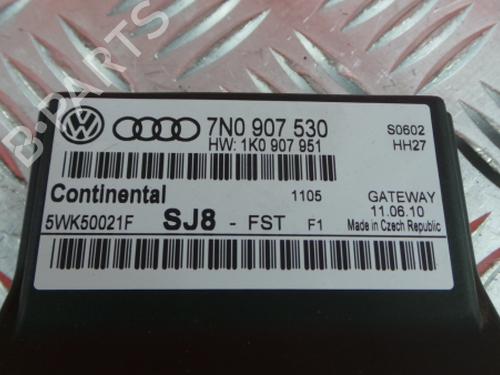 7N0 907 530
S0602
HW: 1K0 907 951
HH27
Continental
1105
GATEWAY
11.06.10
5WK50021F
SJ8 - FST F1
Made in Czech Republic
B-PARTS